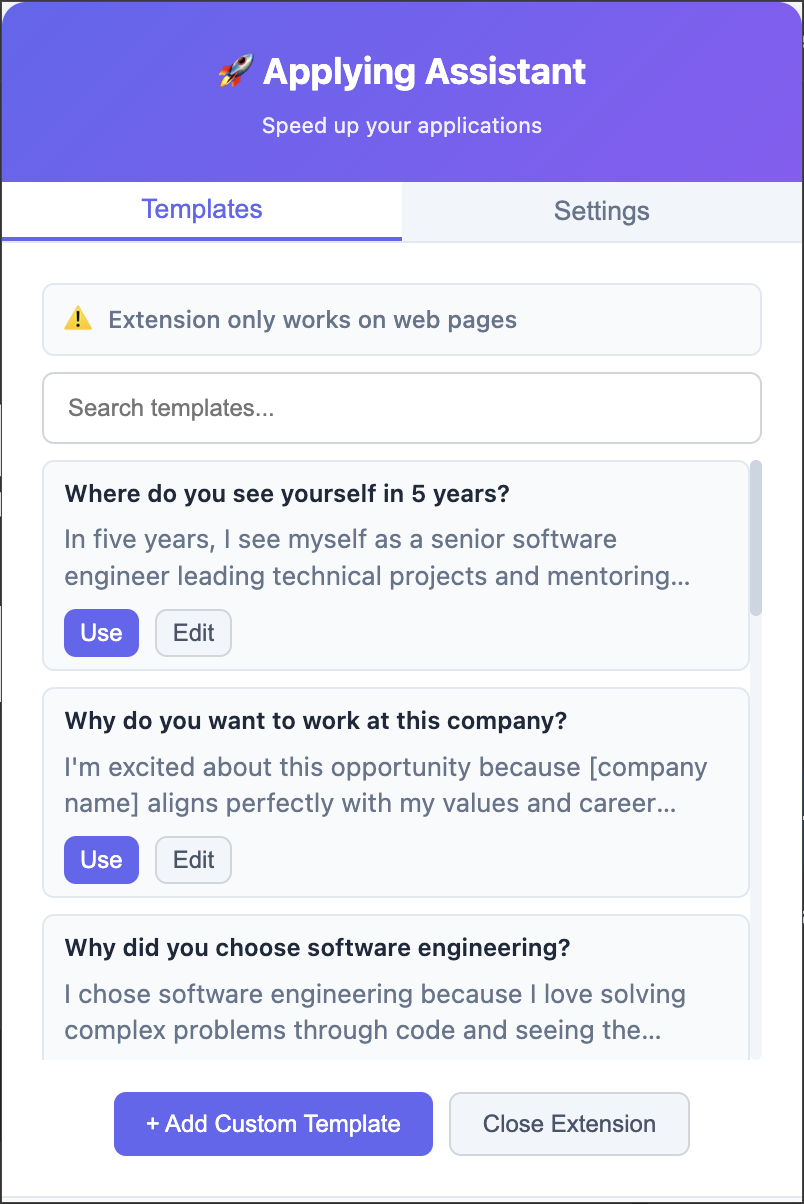 🚀 Applying Assistant
Speed up your applications
Templates
Settings
⚠️ Extension only works on web pages
Search templates...
Where do you see yourself in 5 years?
In five years, I see myself as a senior software
engineer leading technical projects and mentoring...
Use
Edit
Why do you want to work at this company?
I'm excited about this opportunity because [company
name] aligns perfectly with my values and career...
Use
Edit
Why did you choose software engineering?
I chose software engineering because I love solving
complex problems through code and seeing the...
+ Add Custom Template
Close Extension